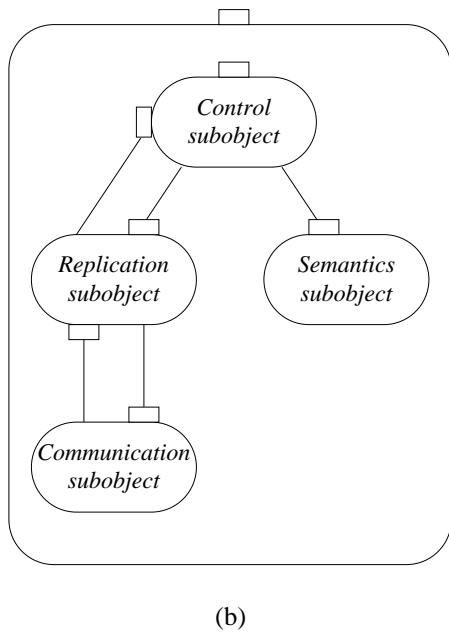 Control
subobject
Replication
subobject
Semantics
subobject
Communication
subobject
(b)